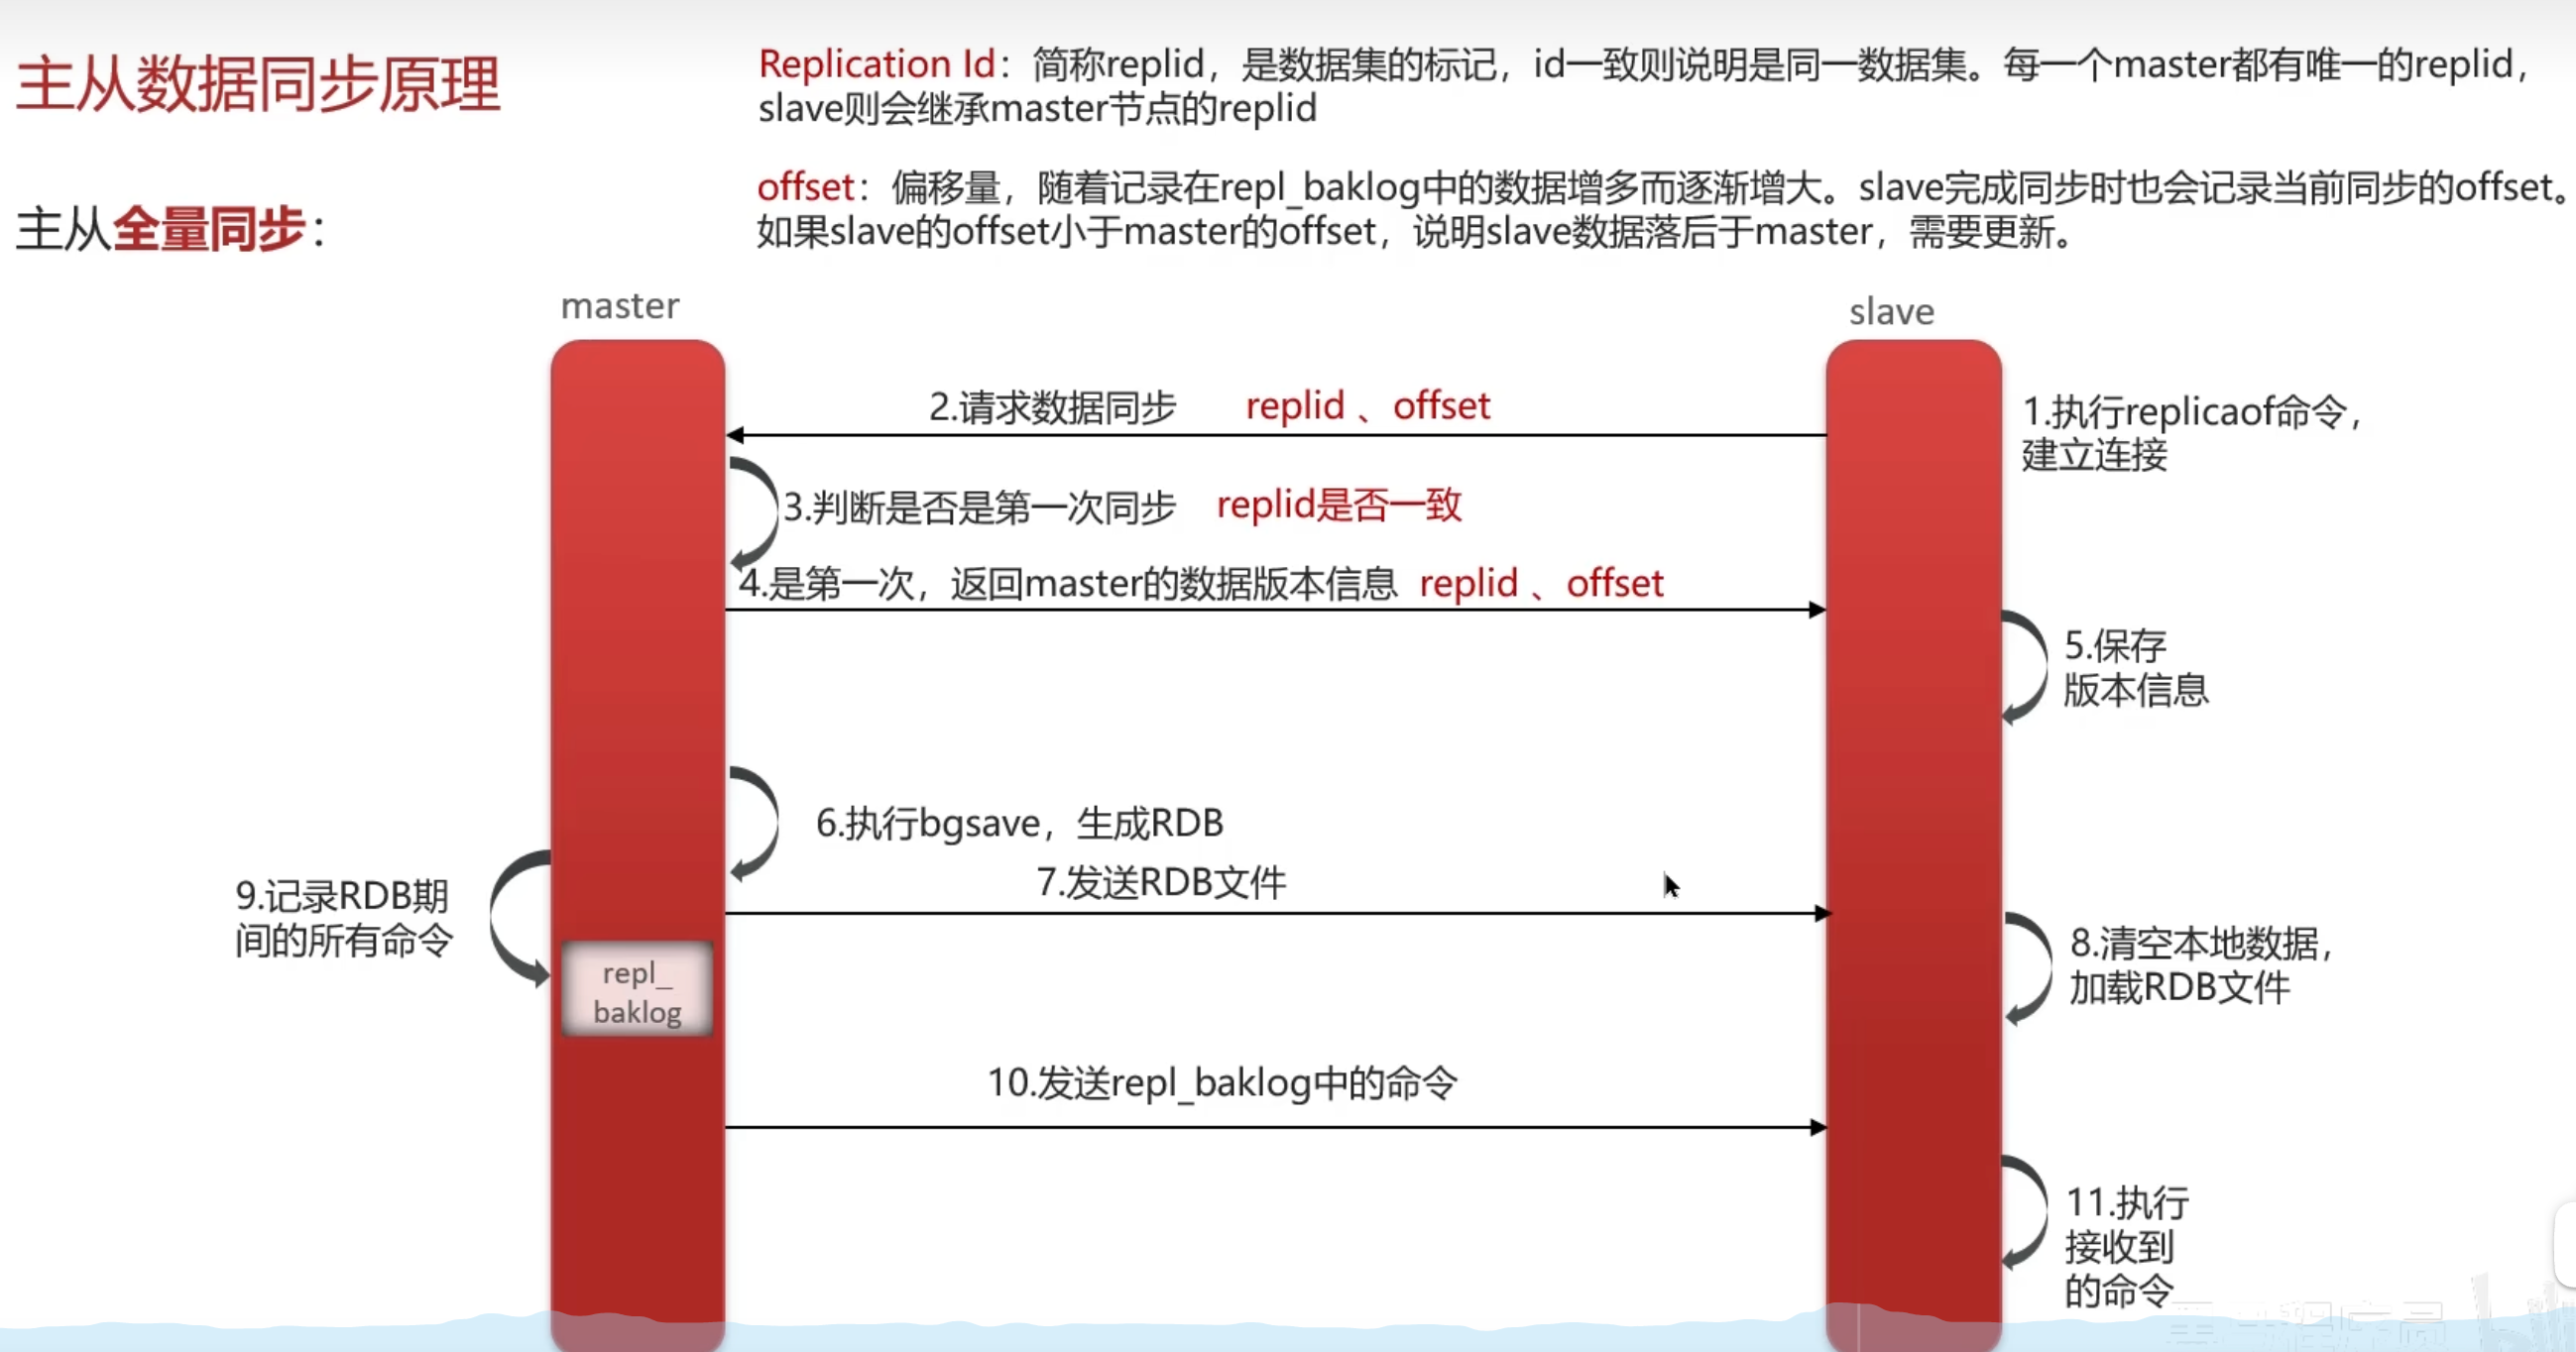 主从数据同步原理
Replication Id：简称replid，是数据集的标记，id一致则说明是同一数据集。每一个master都有唯一的replid，
slave则会继承master节点的replid
offset：偏移量，随着记录在repl_baklog中的数据增多而逐渐增大。slave完成同步时也会记录当前同步的offset。
如果slave的offset小于master的offset，说明slave数据落后于master，需要更新。
主从全量同步：
master
slave
1.执行replicaof命令，
建立连接
2.请求数据同步 replid 、offset
3.判断是否是第一次同步 replid是否一致
4.是第一次，返回master的数据版本信息 replid 、offset
5.保存
版本信息
6.执行bgsave，生成RDB
7.发送RDB文件
8.清空本地数据，
加载RDB文件
9.记录RDB期
间的所有命令
repl_
baklog
10.发送repl_baklog中的命令
11.执行
接收到
的命令